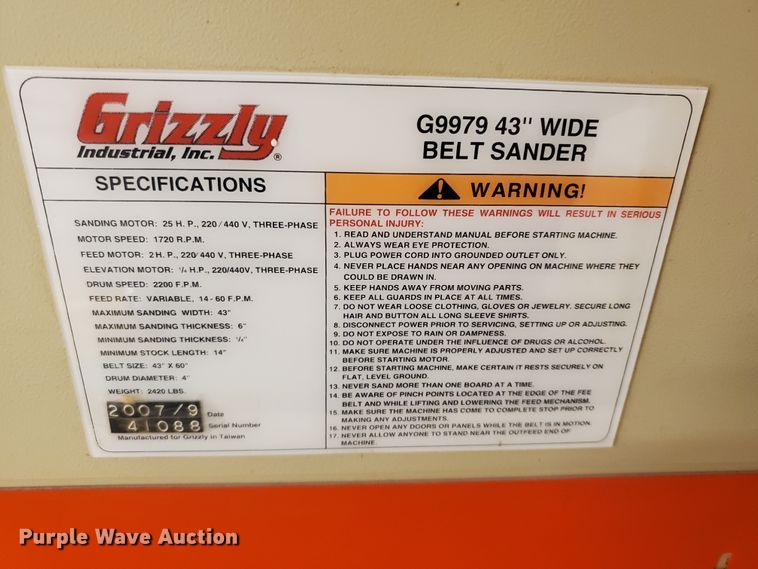 Grizzly
Industrial, Inc. ®
G9979 43" WIDE
BELT SANDER
SPECIFICATIONS
SANDING MOTOR: 25 H. P., 220/440 V, THREE-PHASE
MOTOR SPEED: 1720 R.P.M.
FEED MOTOR: 2 H. P., 220/440 V, THREE-PHASE
ELEVATION MOTOR: 1/4 H.P., 220/440V, THREE-PHASE
DRUM SPEED: 2200 F.P.M.
FEED RATE: VARIABLE, 14-60 F.P.M.
MAXIMUM SANDING WIDTH: 43"
MAXIMUM SANDING THICKNESS: 6"
MINIMUM SANDING THICKNESS: 1/4"
MINIMUM STOCK LENGTH: 14"
BELT SIZE: 43" X 60"
DRUM DIAMETER: 4"
WEIGHT: 2420 LBS.
2007/9 Date
41088 Serial Number
Manufactured for Grizzly in Taiwan
WARNING!
FAILURE TO FOLLOW THESE WARNINGS WILL RESULT IN SERIOUS
PERSONAL INJURY:
1. READ AND UNDERSTAND MANUAL BEFORE STARTING MACHINE.
2. ALWAYS WEAR EYE PROTECTION.
3. PLUG POWER CORD INTO GROUNDED OUTLET ONLY.
4. NEVER PLACE HANDS NEAR ANY OPENING ON MACHINE WHERE THEY
COULD BE DRAWN IN.
5. KEEP HANDS AWAY FROM MOVING PARTS.
6. KEEP ALL GUARDS IN PLACE AT ALL TIMES.
7. DO NOT WEAR LOOSE CLOTHING, GLOVES OR JEWELRY. SECURE LONG
HAIR AND BUTTON ALL LONG SLEEVE SHIRTS.
8. DISCONNECT POWER PRIOR TO SERVICING, SETTING UP OR ADJUSTING.
9. DO NOT EXPOSE TO RAIN OR DAMPNESS.
10. DO NOT OPERATE UNDER THE INFLUENCE OF DRUGS OR ALCOHOL.
11. MAKE SURE MACHINE IS PROPERLY ADJUSTED AND SET UP CORRECTLY
BEFORE STARTING MOTOR.
12. BEFORE STARTING MACHINE, MAKE CERTAIN IT RESTS SECURELY ON
FLAT, LEVEL GROUND.
13. NEVER SAND MORE THAN ONE BOARD AT A TIME.
14. BE AWARE OF PINCH POINTS LOCATED AT THE EDGE OF THE FEE
BELT AND WHILE LIFTING AND LOWERING THE FEED MECHANISM.
15. MAKE SURE THE MACHINE HAS COME TO COMPLETE STOP PRIOR TO
MAKING ANY ADJUSTMENTS.
16. NEVER OPEN ANY DOORS OR PANELS WHILE THE BELT IS IN MOTION.
17. NEVER ALLOW ANYONE TO STAND NEAR THE OUTFEED END OF
MACHINE.
Purple Wave Auction